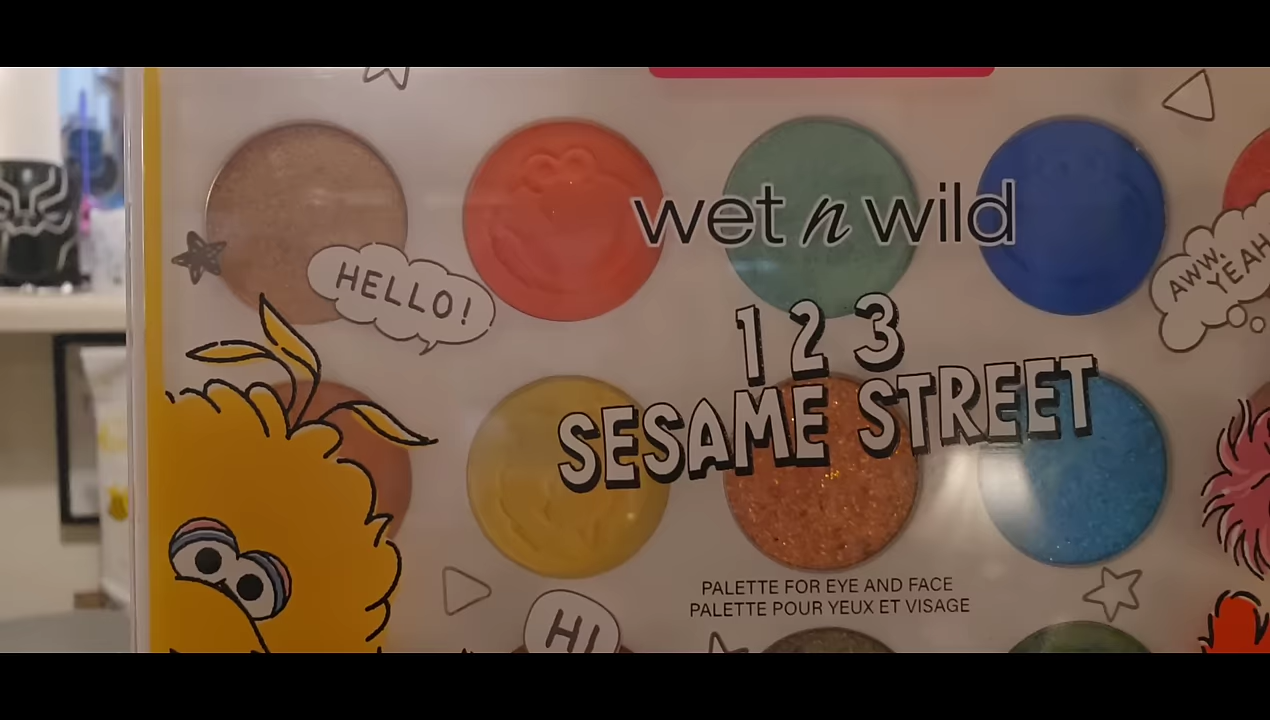 wet n wild
HELLO!
AWW.
YEAH
1 2 3
SESAME STREET
PALETTE FOR EYE AND FACE
PALETTE POUR YEUX ET VISAGE
HI